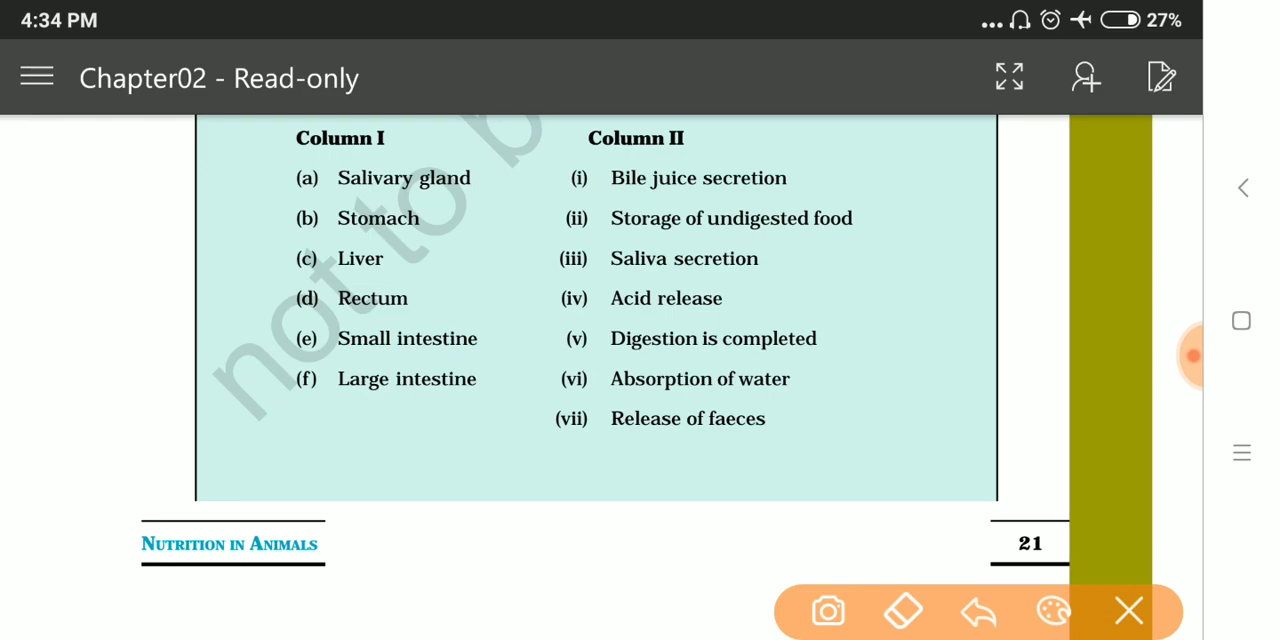 4:34 PM
27%
Chapter02 - Read-only
Column I Column II
(a) Salivary gland (i) Bile juice secretion
(b) Stomach (ii) Storage of undigested food
(c) Liver (iii) Saliva secretion
(d) Rectum (iv) Acid release
(e) Small intestine (v) Digestion is completed
(f) Large intestine (vi) Absorption of water
(vii) Release of faeces
not to b
NUTRITION IN ANIMALS 21